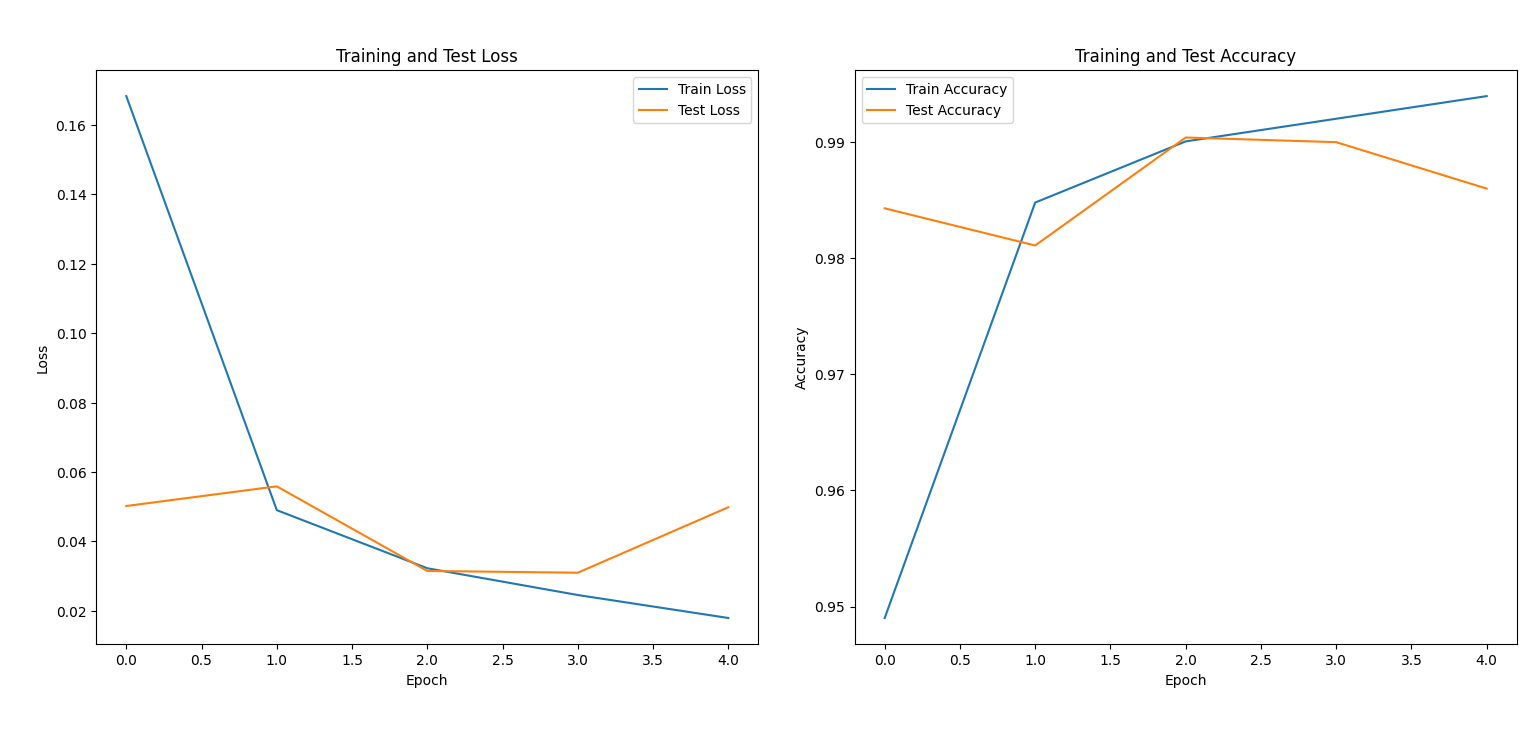 Training and Test Loss
Train Loss
Test Loss
0.16
0.14
0.12
0.10
0.08
0.06
0.04
0.02
Loss
0.0 0.5 1.0 1.5 2.0 2.5 3.0 3.5 4.0
Epoch
Training and Test Accuracy
Train Accuracy
Test Accuracy
0.99
0.98
0.97
0.96
0.95
Accuracy
0.0 0.5 1.0 1.5 2.0 2.5 3.0 3.5 4.0
Epoch